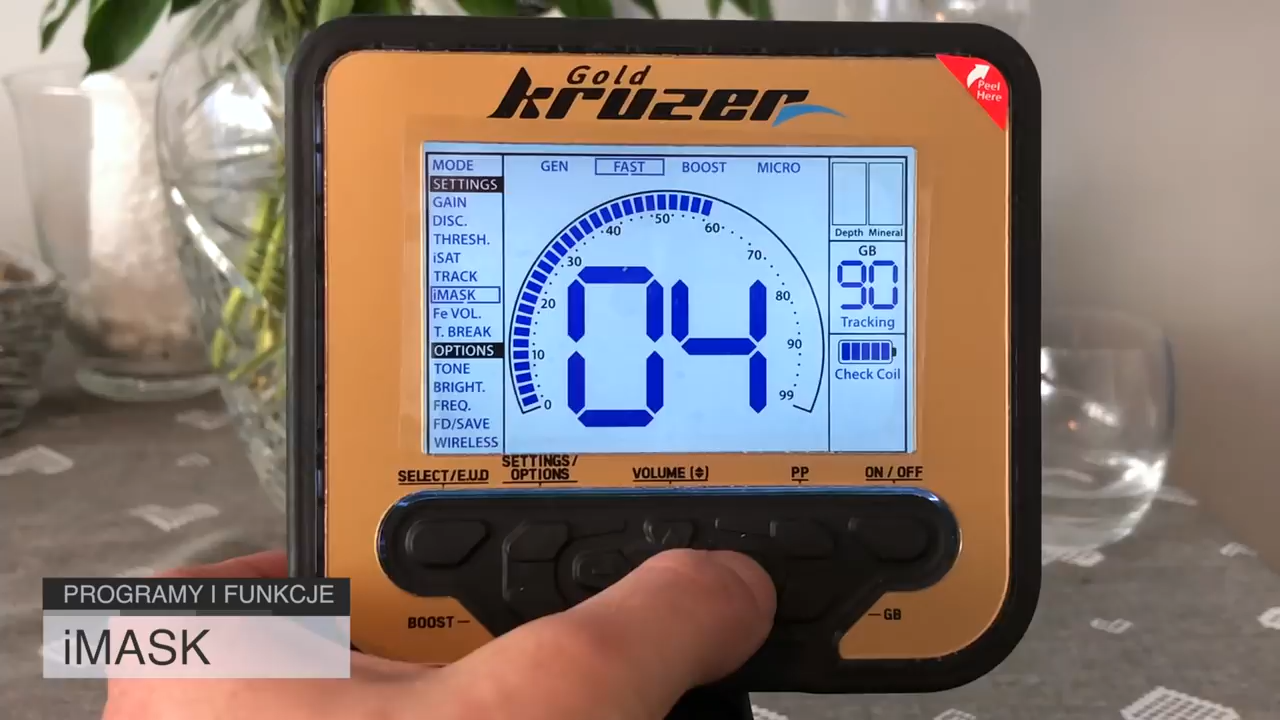 Gold
kruzer
Peel
Here
MODE
SETTINGS
GAIN
DISC.
THRESH.
iSAT
TRACK
iMASK
Fe VOL.
T. BREAK
OPTIONS
TONE
BRIGHT.
FREQ.
FD/SAVE
WIRELESS
GEN FAST BOOST MICRO
0 10 20 30 40 50 60 70 80 90 99
04
Depth Mineral
GB
90
Tracking
Check Coil
SELECT/E.U.D
SETTINGS/
OPTIONS
VOLUME
PP
ON / OFF
BOOST
GB
PROGRAMY I FUNKCJE
iMASK